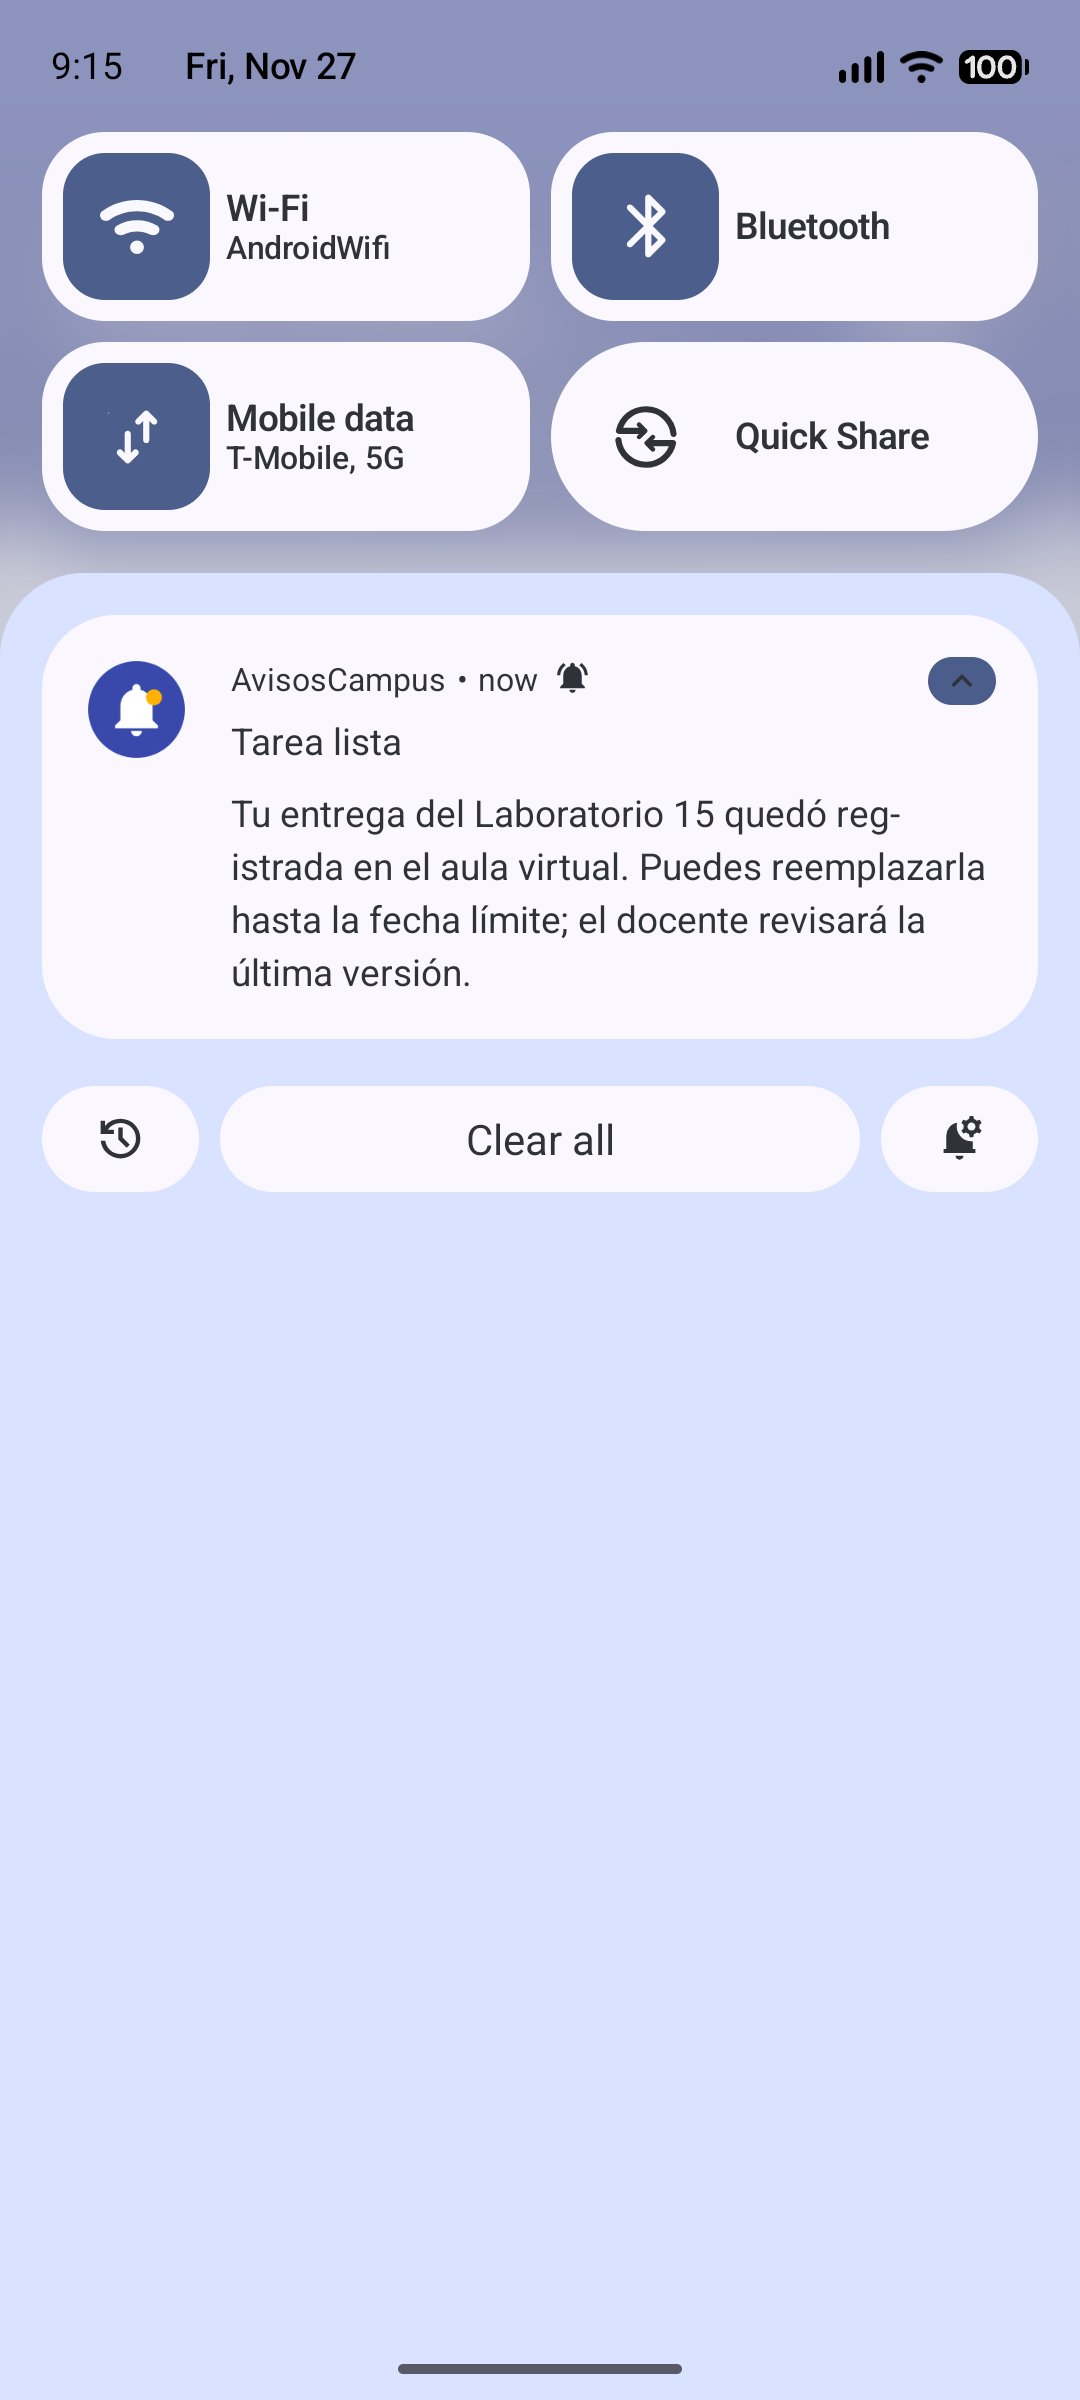 9:15 Fri, Nov 27 100
Wi-Fi
AndroidWifi
Bluetooth
Mobile data
T-Mobile, 5G
Quick Share
AvisosCampus • now
Tarea lista
Tu entrega del Laboratorio 15 quedó reg-
istrada en el aula virtual. Puedes reemplazarla
hasta la fecha límite; el docente revisará la
última versión.
Clear all